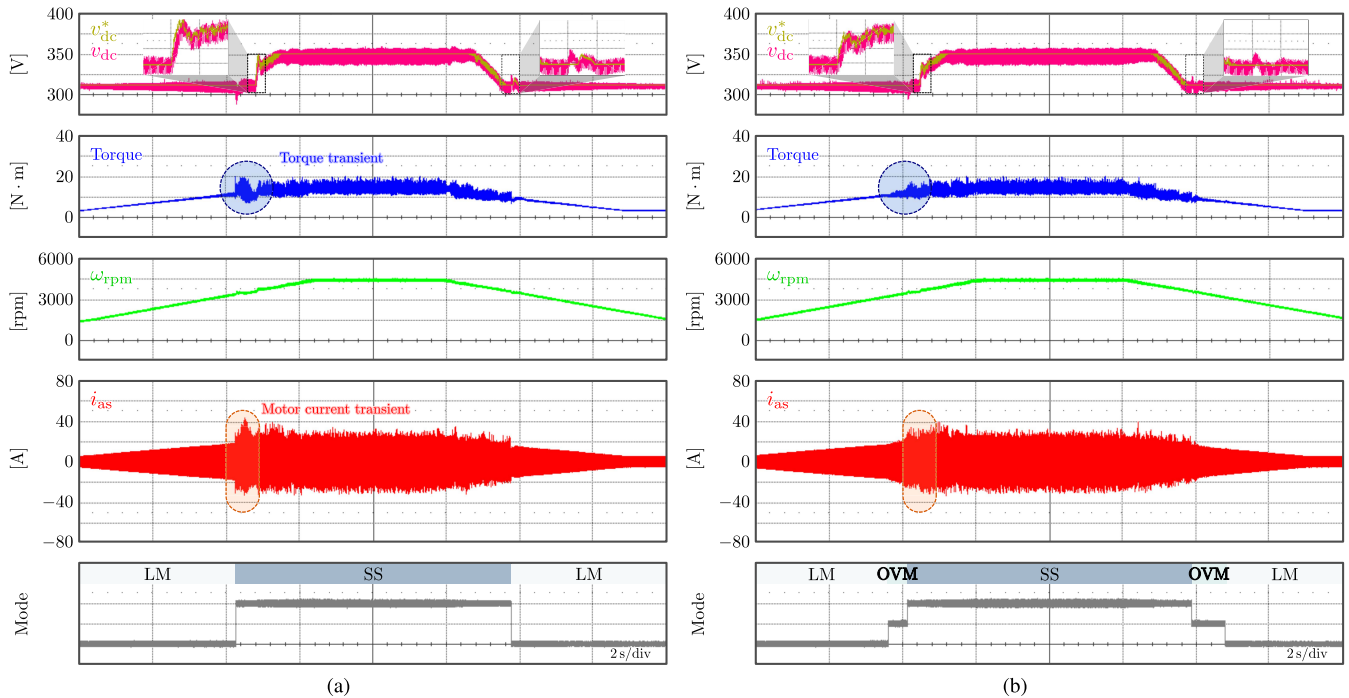 400
v*dc
vdc
350
300
[V]
40
Torque
Torque transient
20
0
[N · m]
6000
ωrpm
3000
0
[rpm]
80
ias
Motor current transient
40
0
−40
−80
[A]
LM SS LM
Mode
2 s/div
(a)
400
v*dc
vdc
350
300
[V]
40
Torque
20
0
[N · m]
6000
ωrpm
3000
0
[rpm]
80
ias
40
0
−40
−80
[A]
LM OVM SS OVM LM
Mode
2 s/div
(b)